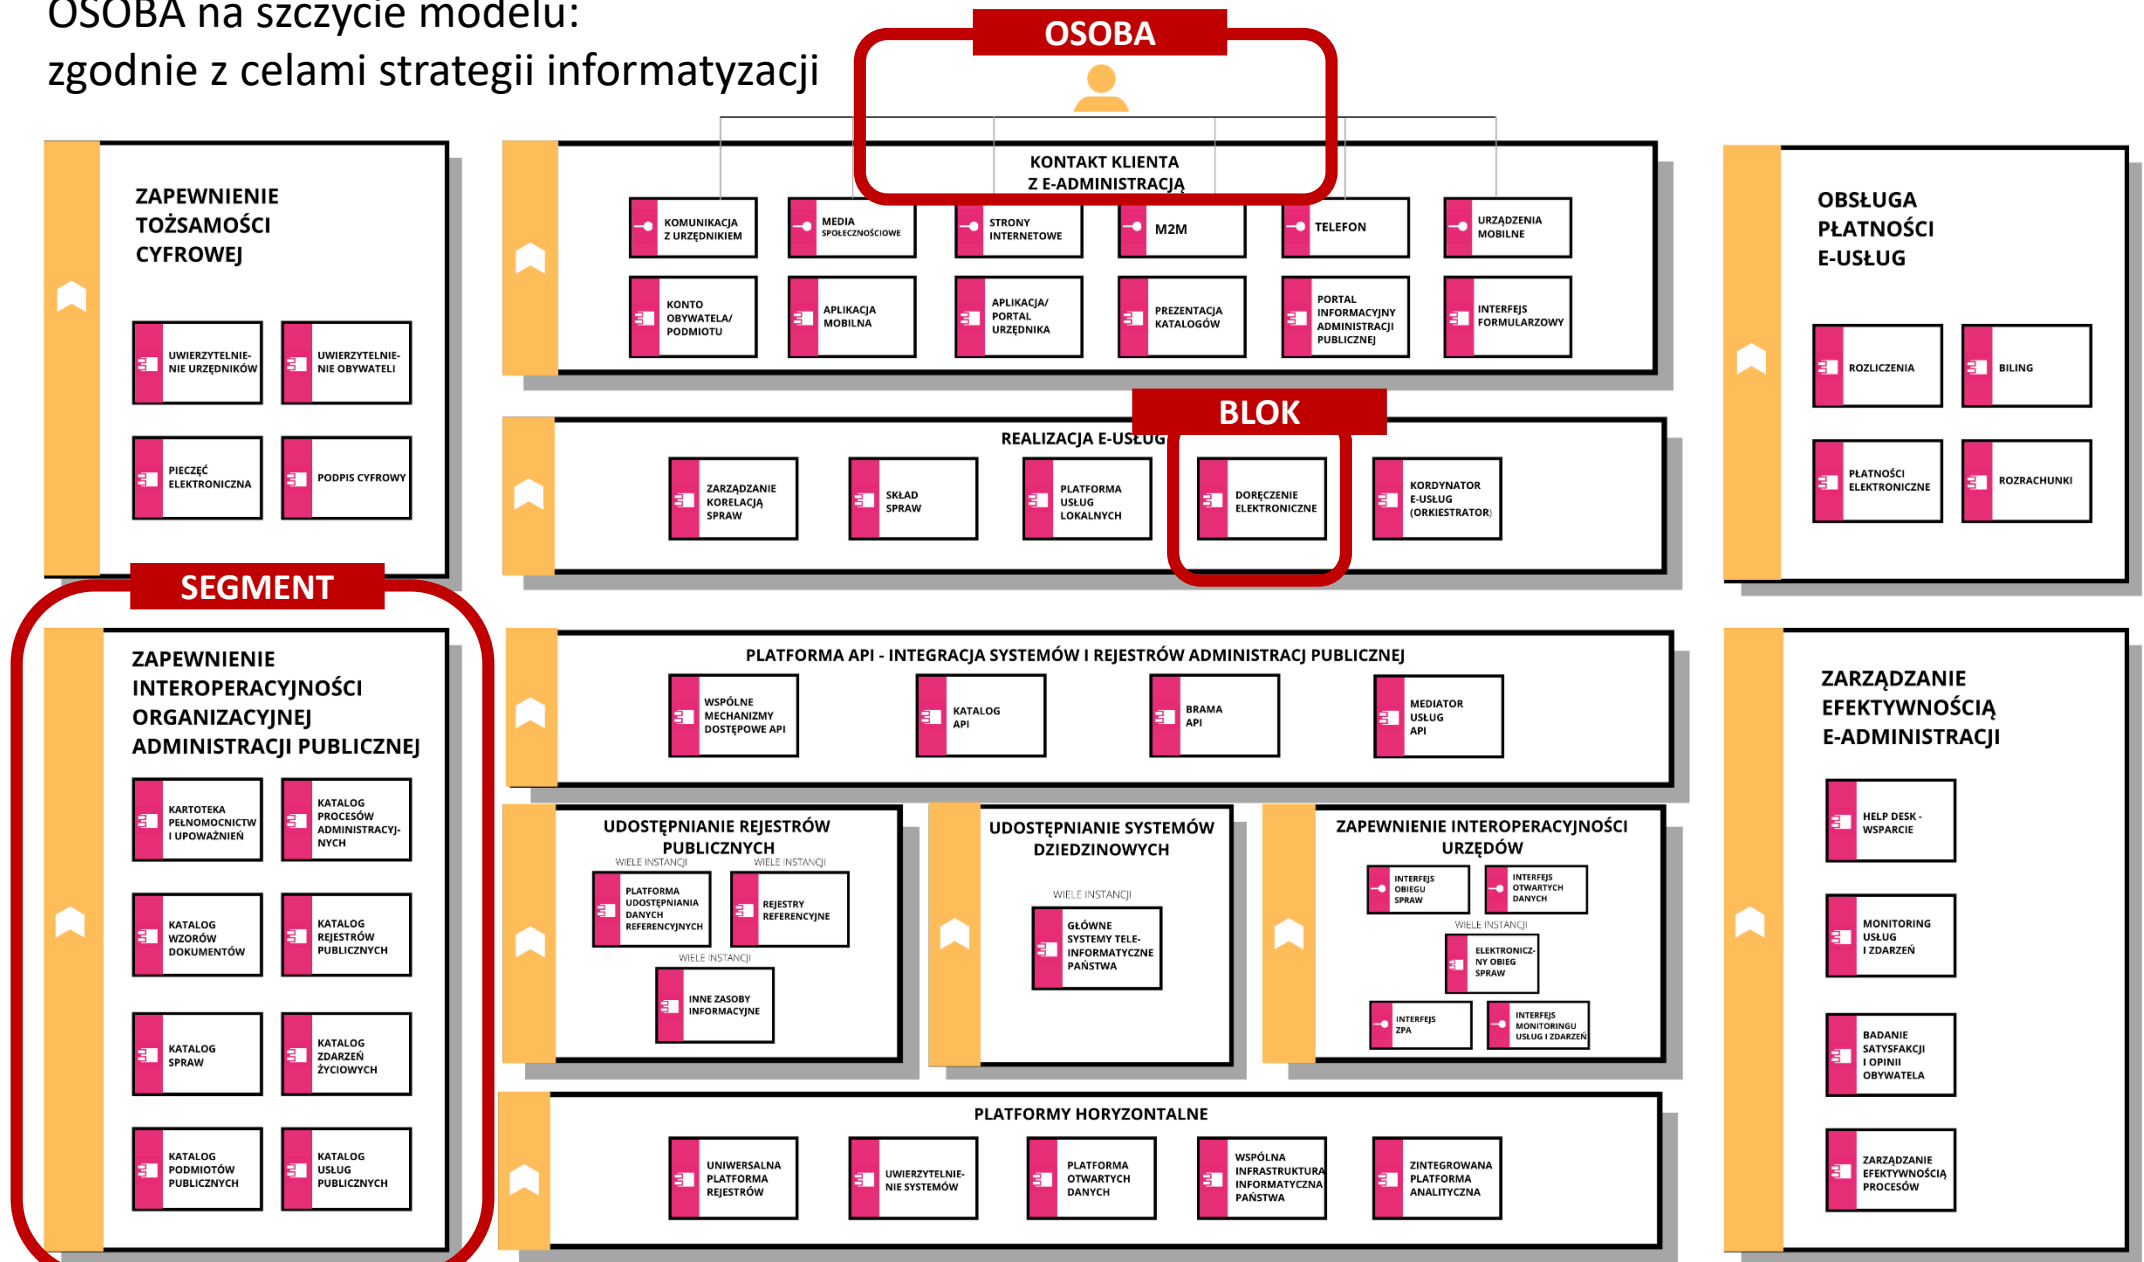 OSOBA na szczycie modelu:
zgodnie z celami strategii informatyzacji
OSOBA
ZAPEWNIENIE
TOŻSAMOŚCI
CYFROWEJ
UWIERZYTELNIE-
NIE URZĘDNIKÓW
UWIERZYTELNIE-
NIE OBYWATELI
PIECZĘĆ
ELEKTRONICZNA
PODPIS CYFROWY
KONTAKT KLIENTA
Z E-ADMINISTRACJĄ
KOMUNIKACJA
Z URZĘDNIKIEM
MEDIA
SPOŁECZNOŚCIOWE
STRONY
INTERNETOWE
M2M
TELEFON
URZĄDZENIA
MOBILNE
KONTO
OBYWATELA/
PODMIOTU
APLIKACJA
MOBILNA
APLIKACJA/
PORTAL
URZĘDNIKA
PREZENTACJA
KATALOGÓW
PORTAL
INFORMACYJNY
ADMINISTRACJI
PUBLICZNEJ
INTERFEJS
FORMULARZOWY
OBSŁUGA
PŁATNOŚCI
E-USŁUG
ROZLICZENIA
BILING
PŁATNOŚCI
ELEKTRONICZNE
ROZRACHUNKI
BLOK
REALIZACJA E-USŁUG
ZARZĄDZANIE
KORELACJĄ
SPRAW
SKŁAD
SPRAW
PLATFORMA
USŁUG
LOKALNYCH
DORĘCZENIE
ELEKTRONICZNE
KORDYNATOR
E-USŁUG
(ORKIESTRATOR)
SEGMENT
ZAPEWNIENIE
INTEROPERACYJNOŚCI
ORGANIZACYJNEJ
ADMINISTRACJI PUBLICZNEJ
KARTOTEKA
PEŁNOMOCNICTW
I UPOWAŻNIEŃ
KATALOG
PROCESÓW
ADMINISTRACYJ-
NYCH
KATALOG
WZORÓW
DOKUMENTÓW
KATALOG
REJESTRÓW
PUBLICZNYCH
KATALOG
SPRAW
KATALOG
ZDARZEŃ
ŻYCIOWYCH
KATALOG
PODMIOTÓW
PUBLICZNYCH
KATALOG
USŁUG
PUBLICZNYCH
PLATFORMA API - INTEGRACJA SYSTEMÓW I REJESTRÓW ADMINISTRACJ PUBLICZNEJ
WSPÓLNE
MECHANIZMY
DOSTĘPOWE API
KATALOG
API
BRAMA
API
MEDIATOR
USŁUG
API
UDOSTĘPNIANIE REJESTRÓW
PUBLICZNYCH
WIELE INSTANCJI
WIELE INSTANCJI
PLATFORMA
UDOSTĘPNIANIA
DANYCH
REFERENCYJNYCH
REJESTRY
REFERENCYJNE
WIELE INSTANCJI
INNE ZASOBY
INFORMACYJNE
UDOSTĘPNIANIE SYSTEMÓW
DZIEDZINOWYCH
WIELE INSTANCJI
GŁÓWNE
SYSTEMY TELE-
INFORMATYCZNE
PAŃSTWA
ZAPEWNIENIE INTEROPERACYJNOŚCI
URZĘDÓW
INTERFEJS
OBIEGU
SPRAW
INTERFEJS
OTWARTYCH
DANYCH
WIELE INSTANCJI
ELEKTRONICZ-
NY OBIEG
SPRAW
INTERFEJS
ZPA
INTERFEJS
MONITORINGU
USŁUG I ZDARZEŃ
PLATFORMY HORYZONTALNE
UNIWERSALNA
PLATFORMA
REJESTRÓW
UWIERZYTELNIE-
NIE SYSTEMÓW
PLATFORMA
OTWARTYCH
DANYCH
WSPÓLNA
INFRASTRUKTURA
INFORMATYCZNA
PAŃSTWA
ZINTEGROWANA
PLATFORMA
ANALITYCZNA
ZARZĄDZANIE
EFEKTYWNOŚCIĄ
E-ADMINISTRACJI
HELP DESK -
WSPARCIE
MONITORING
USŁUG
I ZDARZEŃ
BADANIE
SATYSFAKCJI
I OPINII
OBYWATELA
ZARZĄDZANIE
EFEKTYWNOŚCIĄ
PROCESÓW